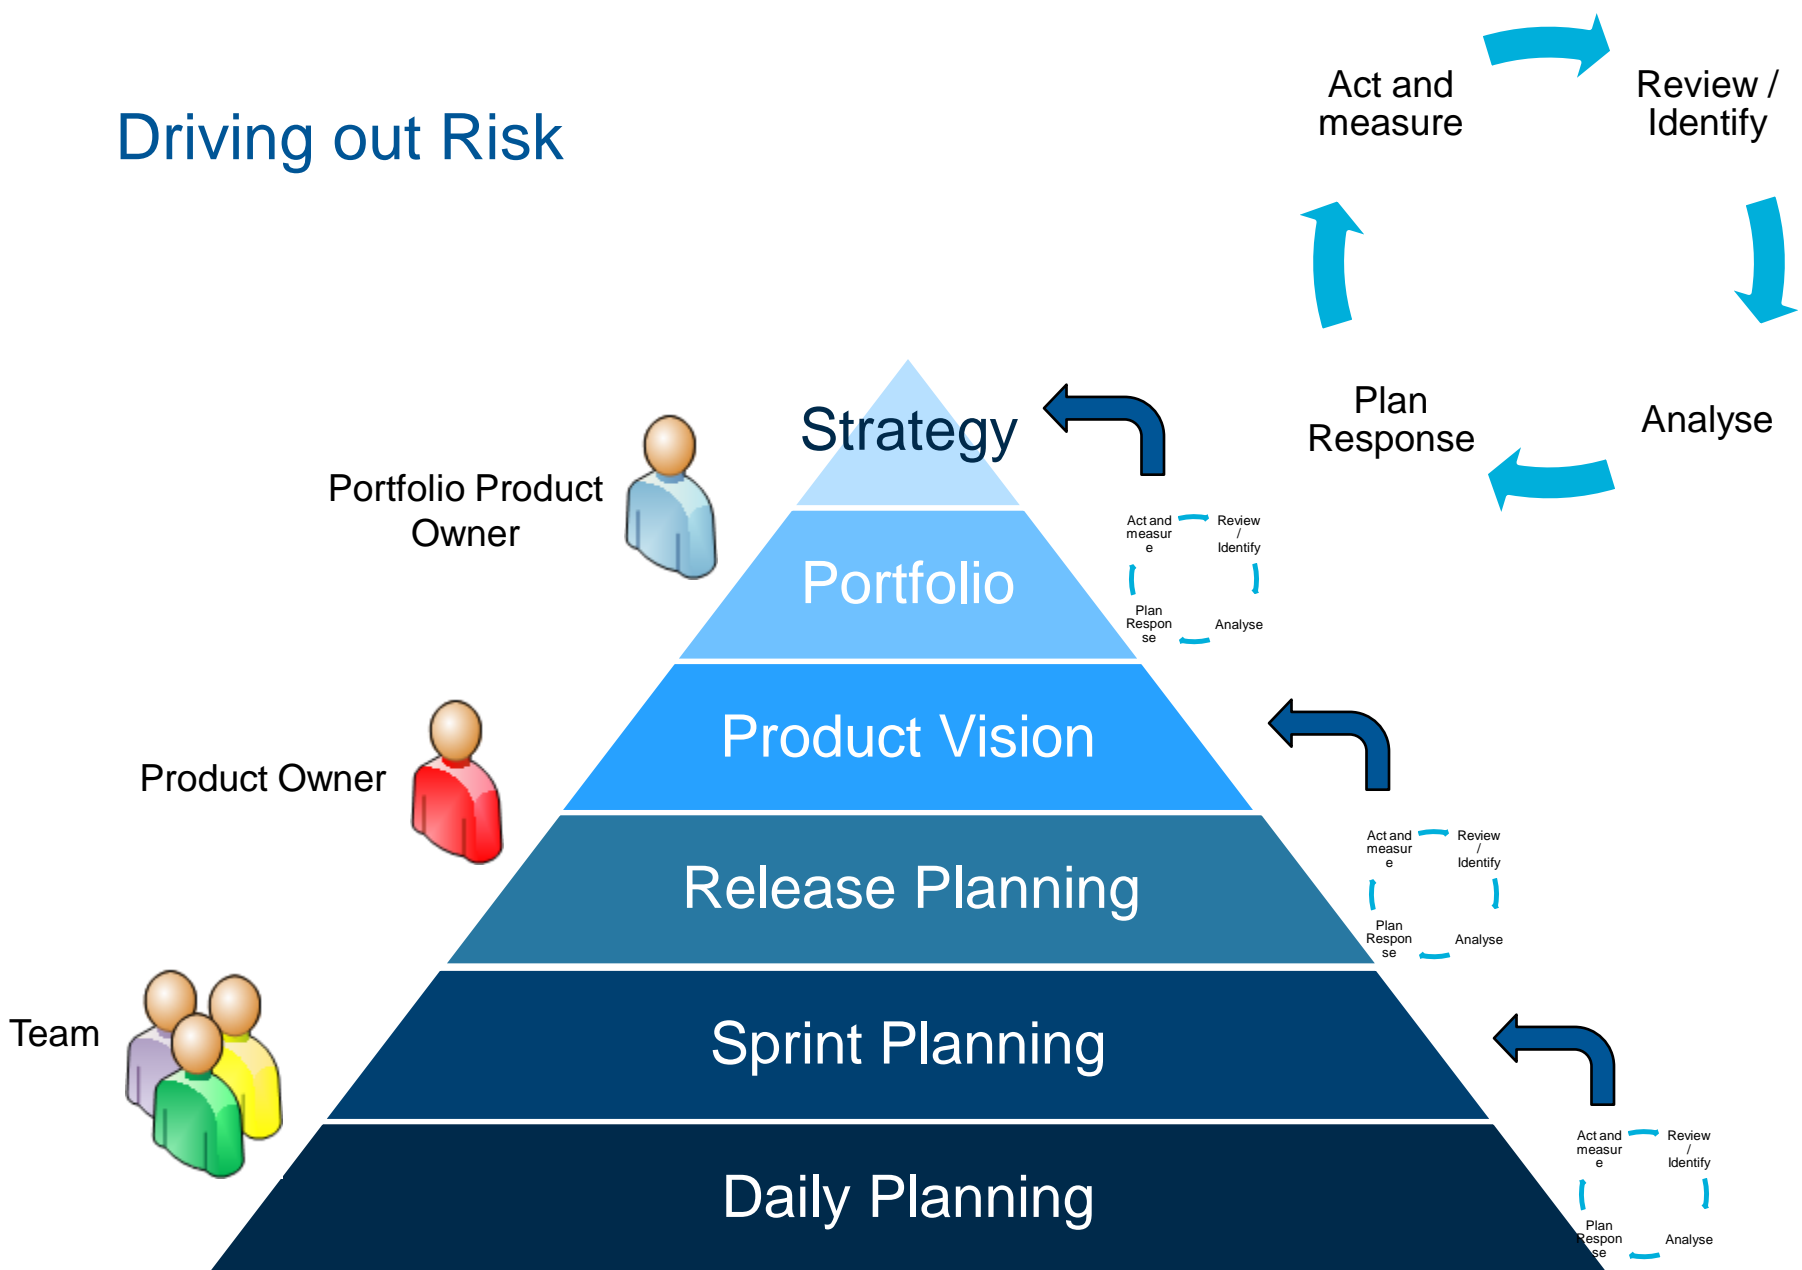 Driving out Risk
Act and
measure
Review /
Identify
Plan
Response
Analyse
Strategy
Portfolio Product
Owner
Portfolio
Act and
measur
e
Review
/
Identify
Plan
Respon
se
Analyse
Product Vision
Product Owner
Release Planning
Act and
measur
e
Review
/
Identify
Plan
Respon
se
Analyse
Team
Sprint Planning
Daily Planning
Act and
measur
e
Review
/
Identify
Plan
Respon
se
Analyse